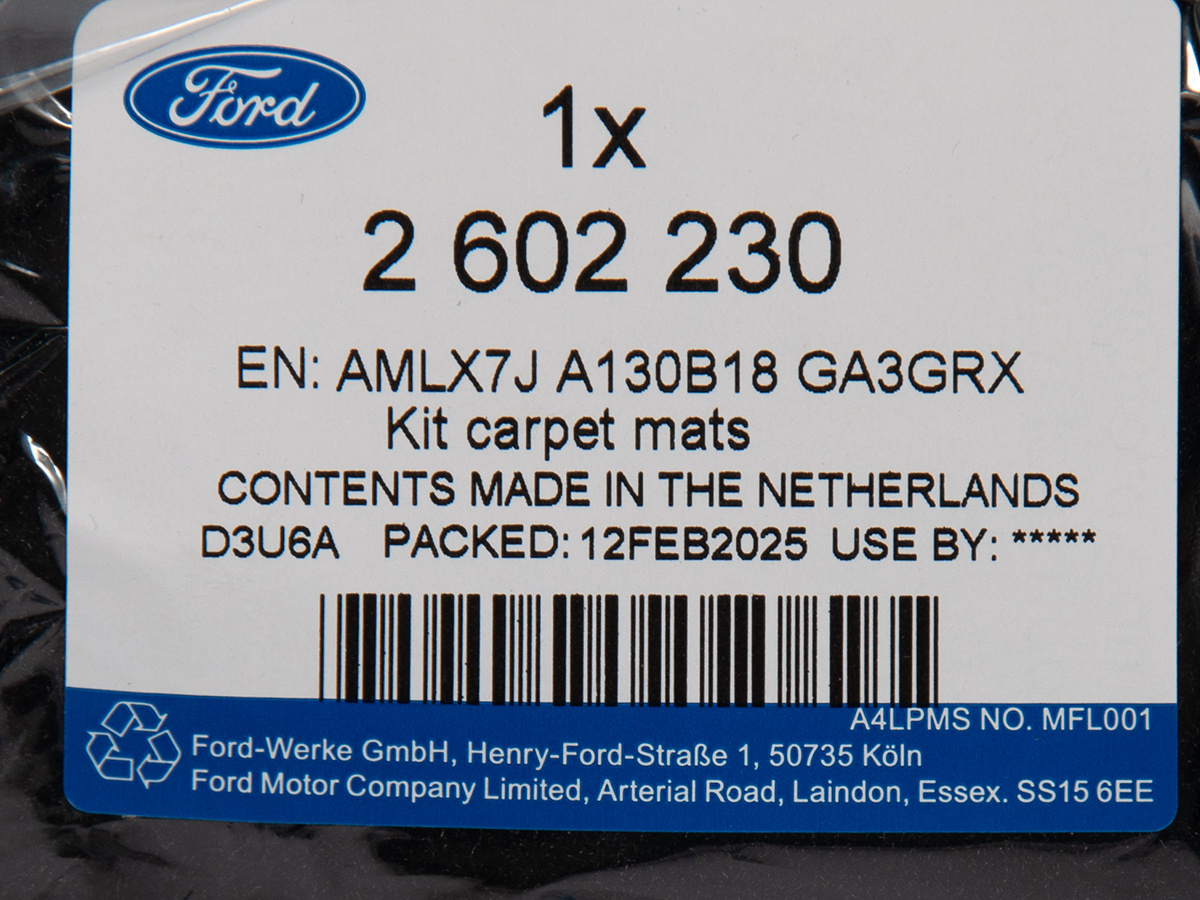 Ford
1x
2 602 230
EN: AMLX7J A130B18 GA3GRX
Kit carpet mats
CONTENTS MADE IN THE NETHERLANDS
D3U6A PACKED: 12FEB2025 USE BY: *****
A4LPMS NO. MFL001
Ford-Werke GmbH, Henry-Ford-Straße 1, 50735 Köln
Ford Motor Company Limited, Arterial Road, Laindon, Essex. SS15 6EE